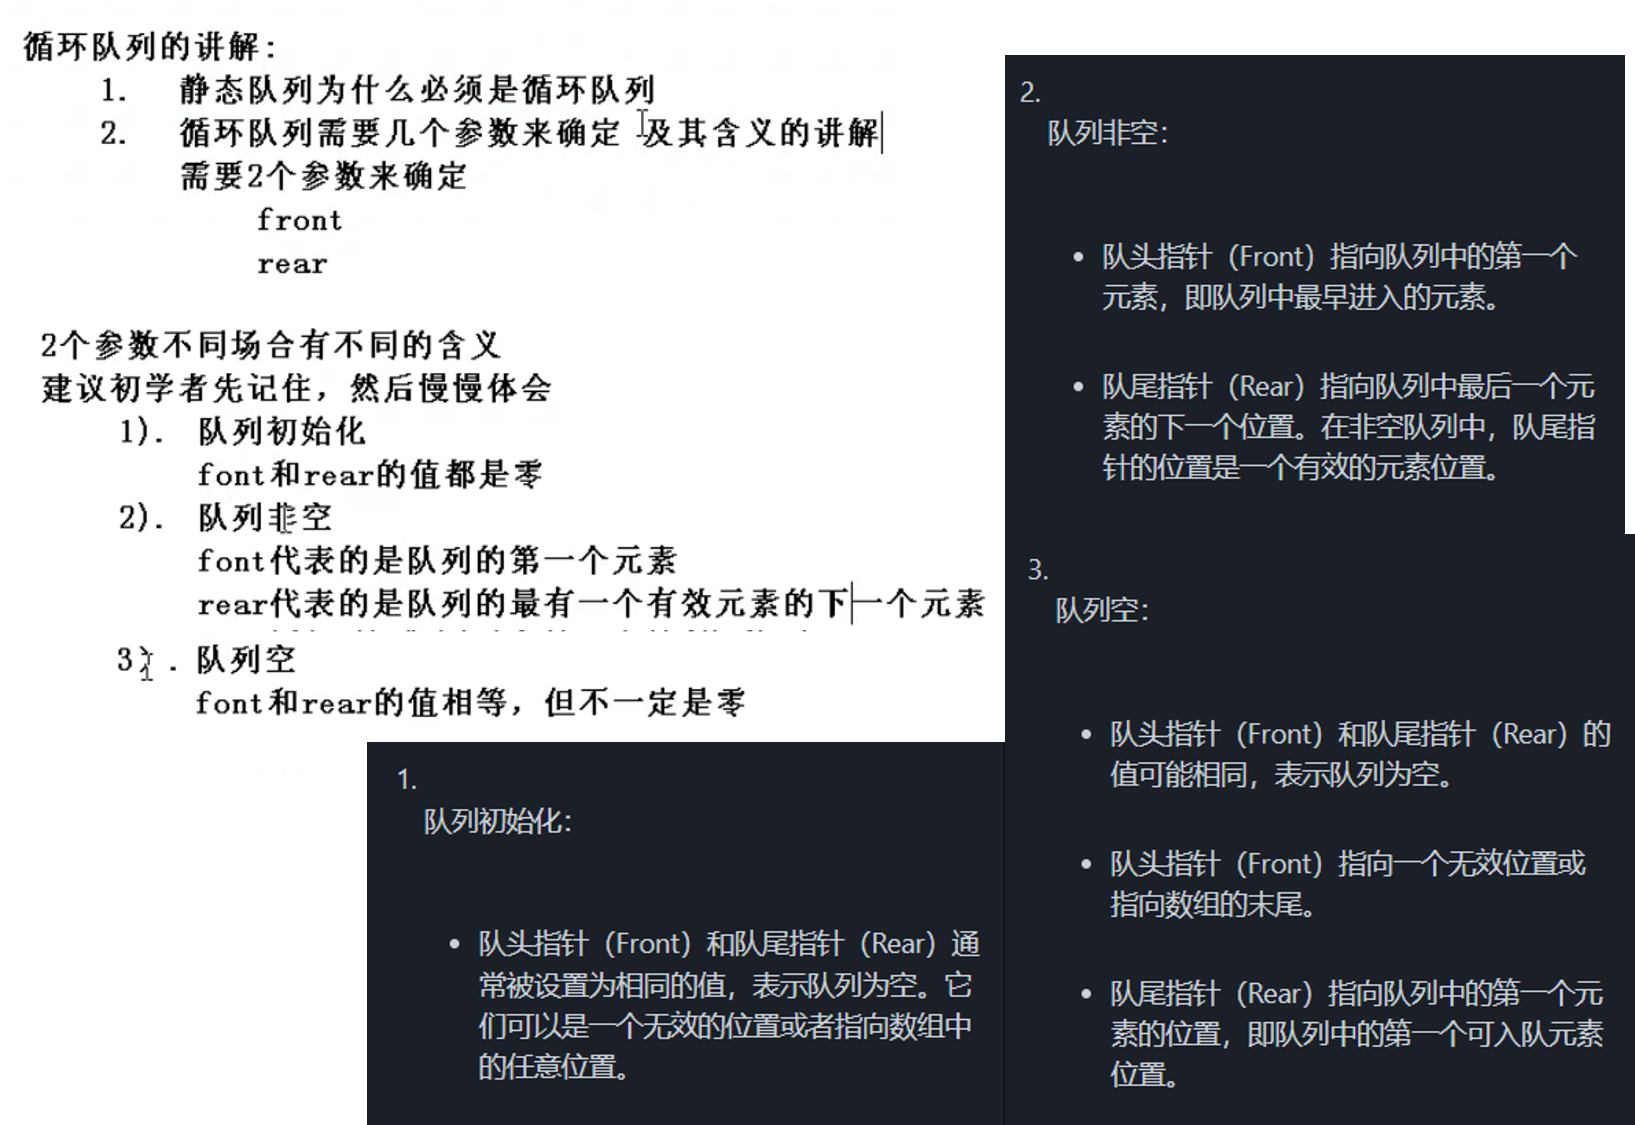 循环队列的讲解:
1. 静态队列为什么必须是循环队列
2. 循环队列需要几个参数来确定 及其含义的讲解
需要2个参数来确定
front
rear
2个参数不同场合有不同的含义
建议初学者先记住，然后慢慢体会
1). 队列初始化
font和rear的值都是零
2). 队列非空
font代表的是队列的第一个元素
rear代表的是队列的最有一个有效元素的下一个元素
3). 队列空
font和rear的值相等，但不一定是零
1.
队列初始化：
• 队头指针（Front）和队尾指针（Rear）通
常被设置为相同的值，表示队列为空。它
们可以是一个无效的位置或者指向数组中
的任意位置。
2.
队列非空：
• 队头指针（Front）指向队列中的第一个
元素，即队列中最早进入的元素。
• 队尾指针（Rear）指向队列中最后一个元
素的下一个位置。在非空队列中，队尾指
针的位置是一个有效的元素位置。
3.
队列空：
• 队头指针（Front）和队尾指针（Rear）的
值可能相同，表示队列为空。
• 队头指针（Front）指向一个无效位置或
指向数组的末尾。
• 队尾指针（Rear）指向队列中的第一个元
素的位置，即队列中的第一个可入队元素
位置。